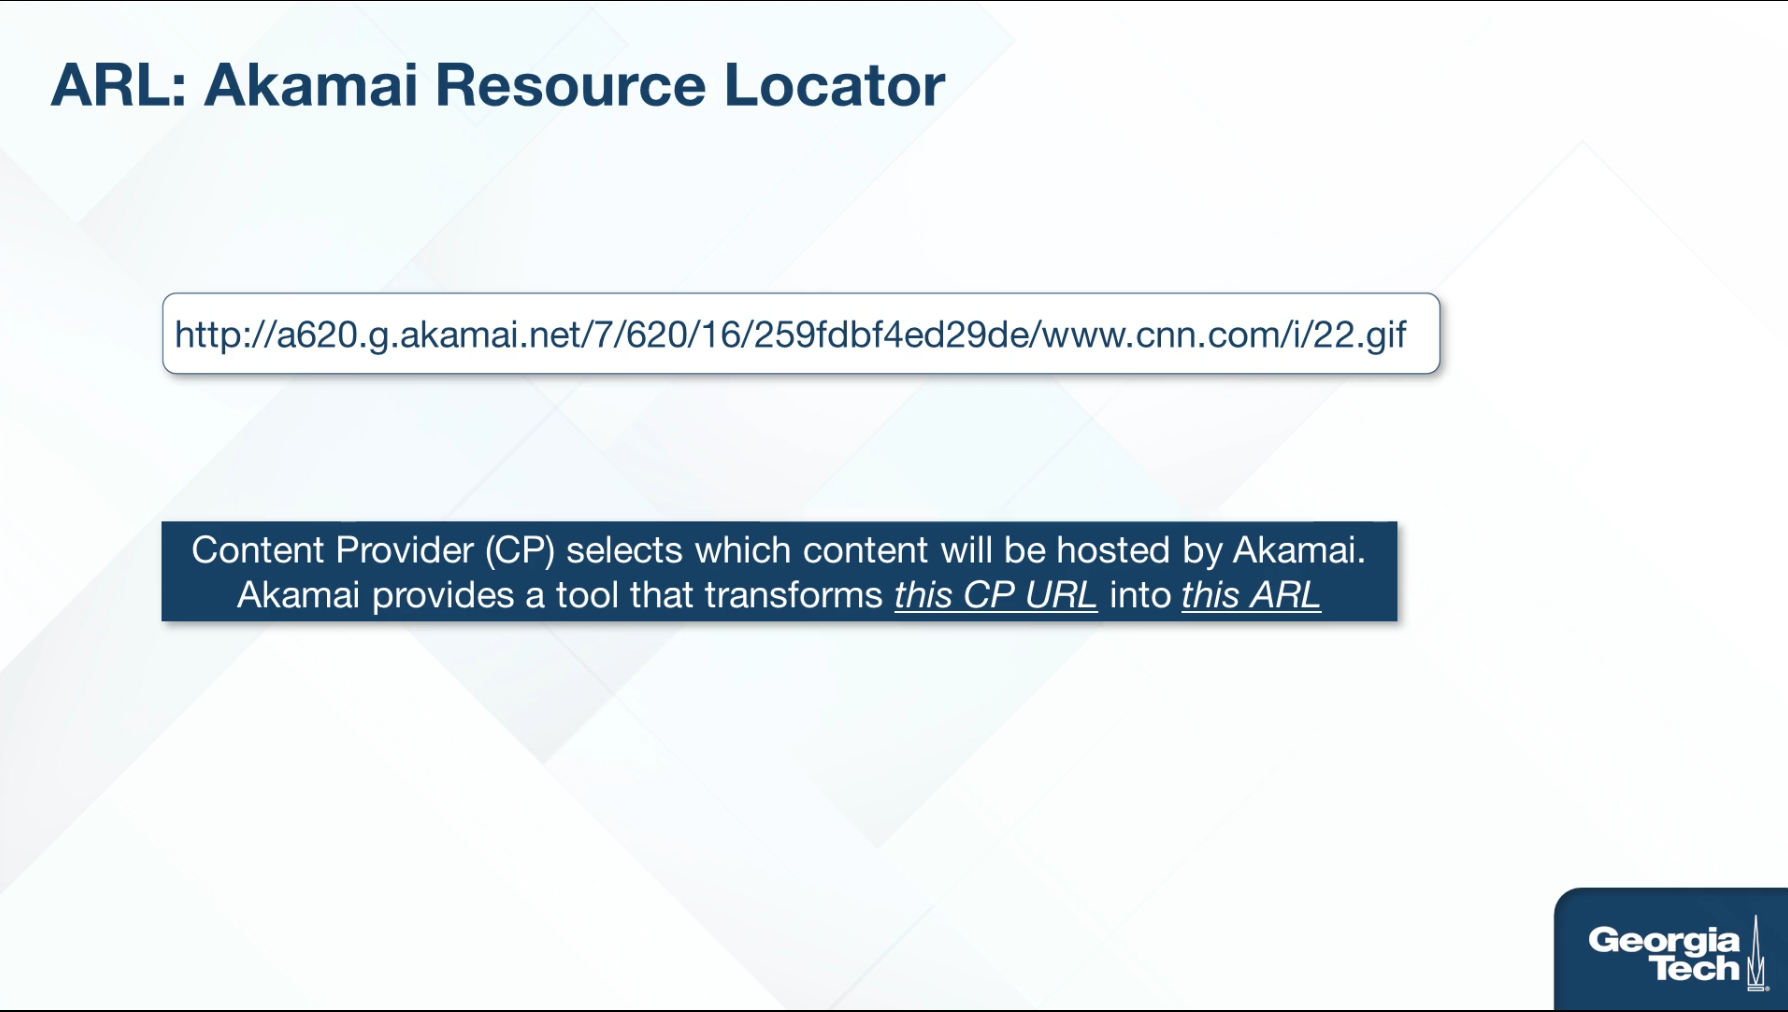 ARL: Akamai Resource Locator
http://a620.g.akamai.net/7/620/16/259fdbf4ed29de/www.cnn.com/i/22.gif
Content Provider (CP) selects which content will be hosted by Akamai.
Akamai provides a tool that transforms this CP URL into this ARL
Georgia
Tech